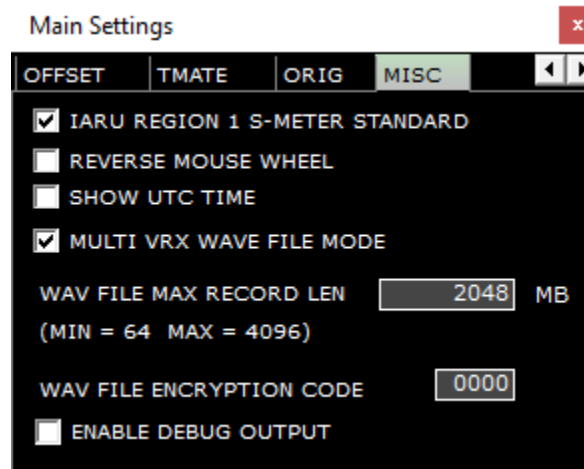 Main Settings x
OFFSET TMATE ORIG MISC
IARU REGION 1 S-METER STANDARD
REVERSE MOUSE WHEEL
SHOW UTC TIME
MULTI VRX WAVE FILE MODE
WAV FILE MAX RECORD LEN 2048 MB
(MIN = 64 MAX = 4096)
WAV FILE ENCRYPTION CODE 0000
ENABLE DEBUG OUTPUT